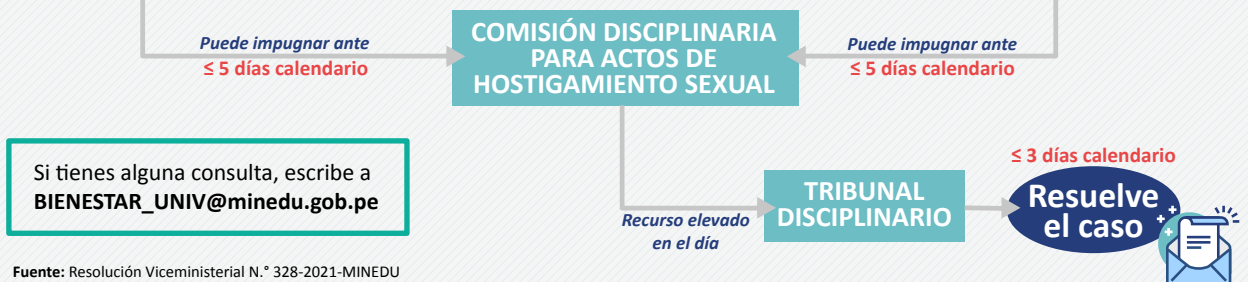 Puede impugnar ante
≤ 5 días calendario
COMISIÓN DISCIPLINARIA
PARA ACTOS DE
HOSTIGAMIENTO SEXUAL
Puede impugnar ante
≤ 5 días calendario
Si tienes alguna consulta, escribe a
BIENESTAR_UNIV@minedu.gob.pe
Recurso elevado
en el día
TRIBUNAL
DISCIPLINARIO
≤ 3 días calendario
Resuelve
el caso
Fuente: Resolución Viceministerial N.° 328-2021-MINEDU